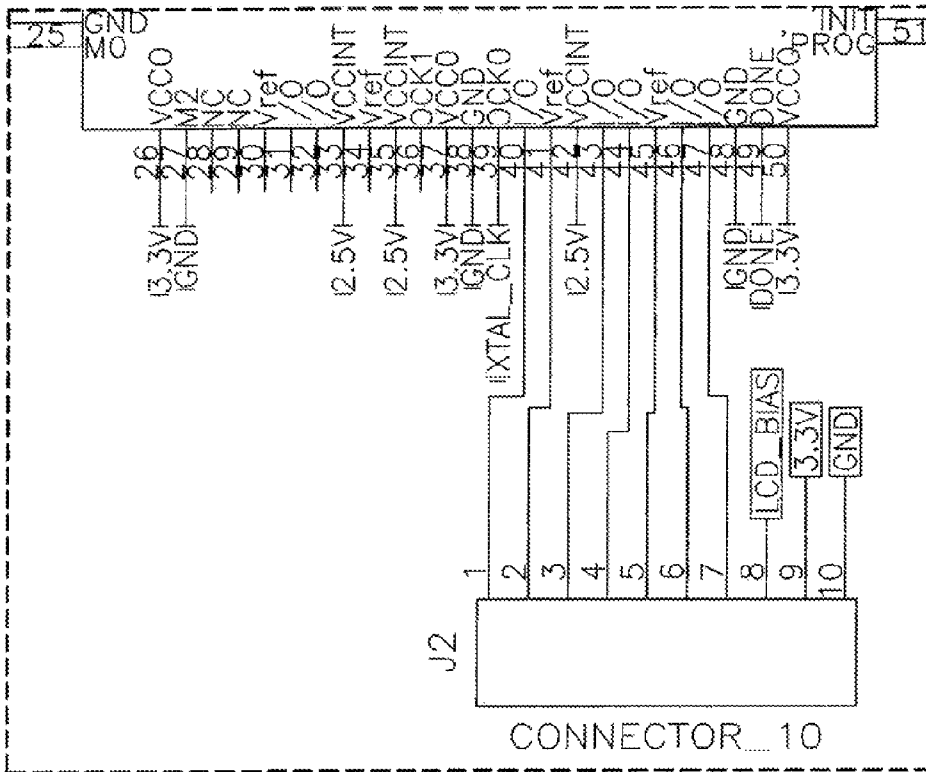 25
GND
M0
INIT
'PROG
51
VCCO
M2
NC
NC
Vref
I/O
I/O
VCCINT
Vref
VCCINT
GCK1
VCCO
GND
GCK0
I/O
Vref
VCCINT
I/O
I/O
Vref
I/O
I/O
GND
DONE
VCCO
26
27
28
29
30
31
32
33
34
35
36
37
38
39
40
41
42
43
44
45
46
47
48
49
50
3.3V
GND
2.5V
2.5V
3.3V
GND
XTAL_CLK
2.5V
GND
DONE
3.3V
LCD_BIAS
3.3V
GND
1
2
3
4
5
6
7
8
9
10
J2
CONNECTOR_10